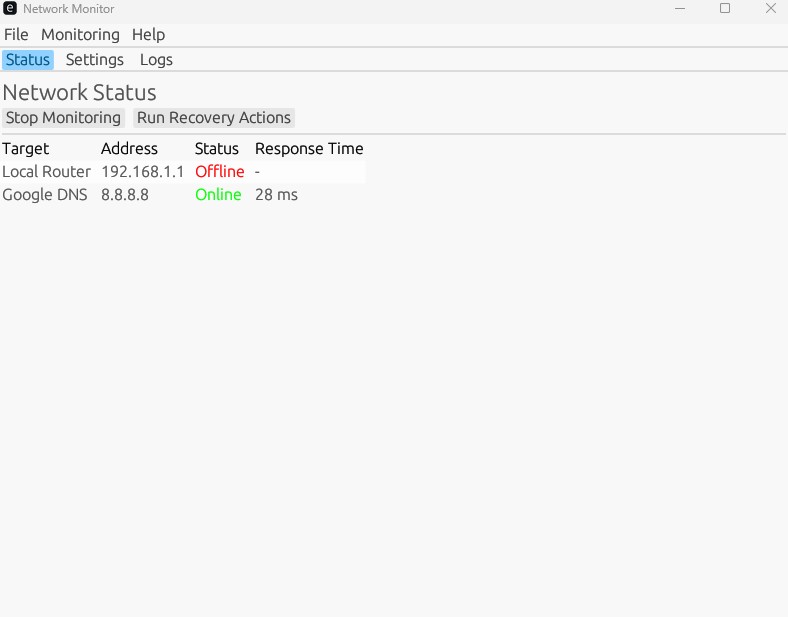 e Network Monitor
File Monitoring Help
Status Settings Logs
Network Status
Stop Monitoring Run Recovery Actions
Target Address Status Response Time
Local Router 192.168.1.1 Offline -
Google DNS 8.8.8.8 Online 28 ms